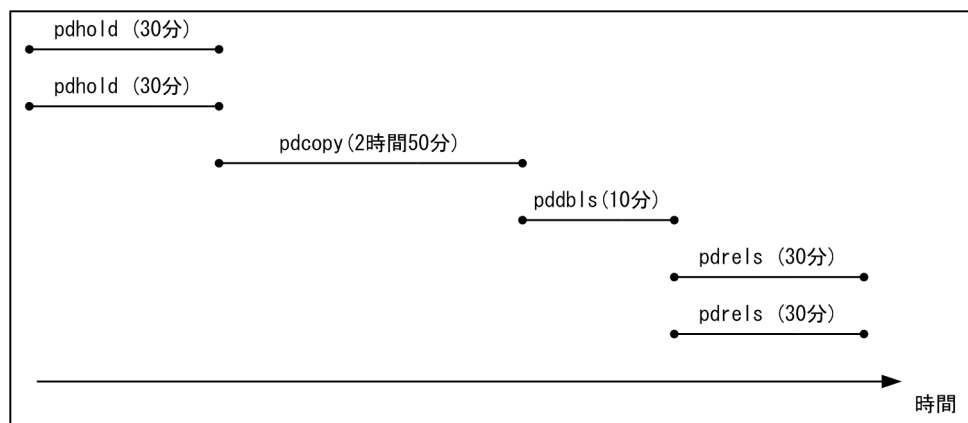 pdhold (30分)
pdhold (30分)
pdcopy(2時間50分)
pddbls(10分)
pdrels (30分)
pdrels (30分)
時間